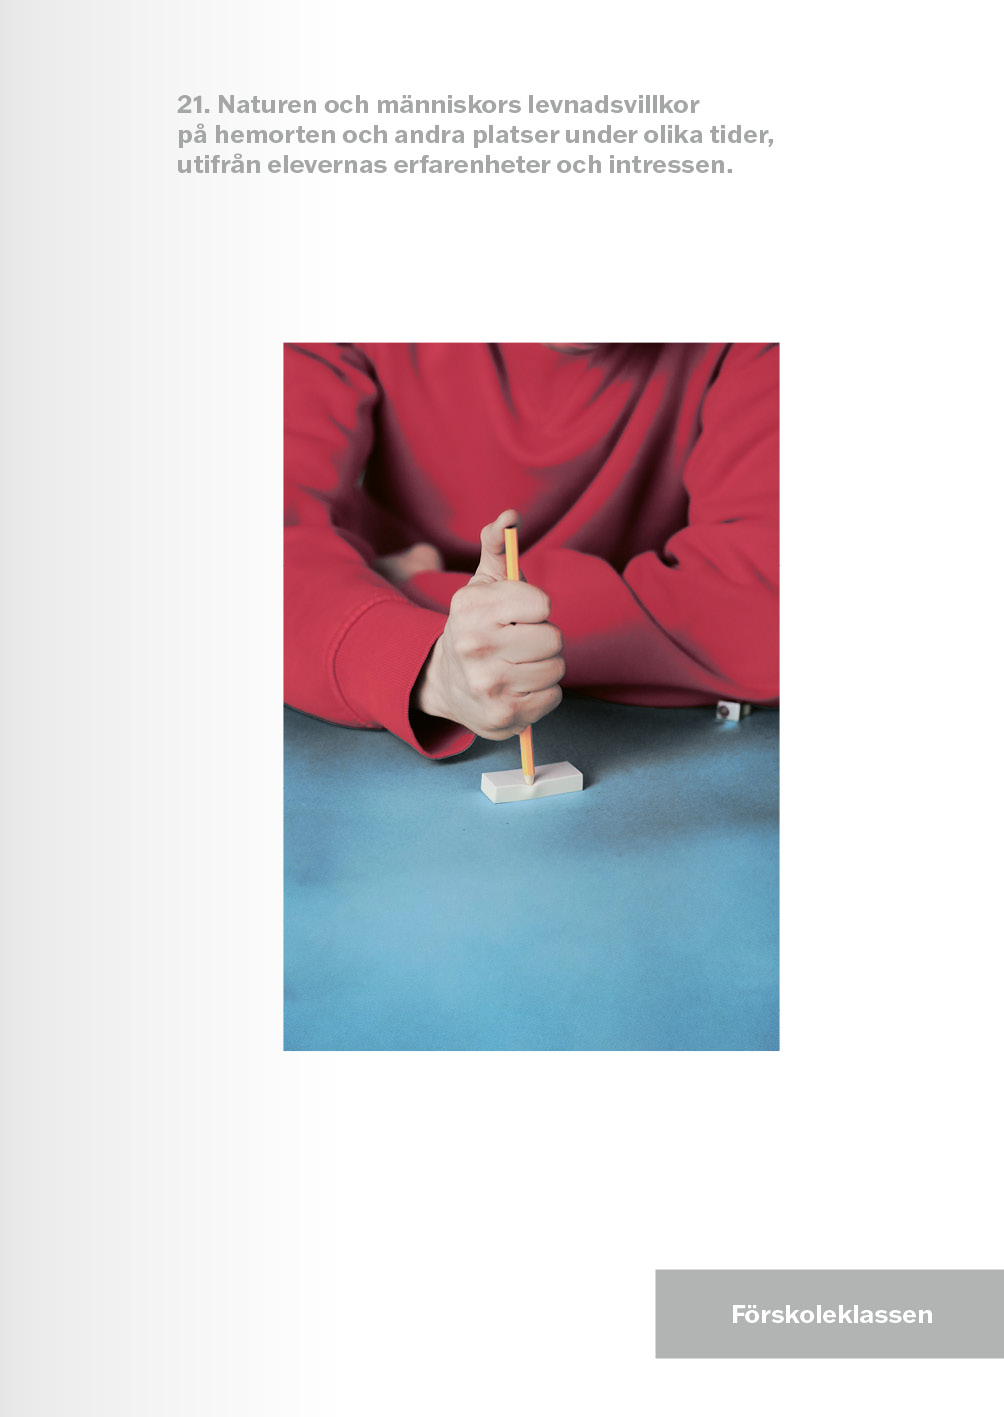 21. Naturen och människors levnadsvillkor
på hemorten och andra platser under olika tider,
utifrån elevernas erfarenheter och intressen.
Förskoleklassen